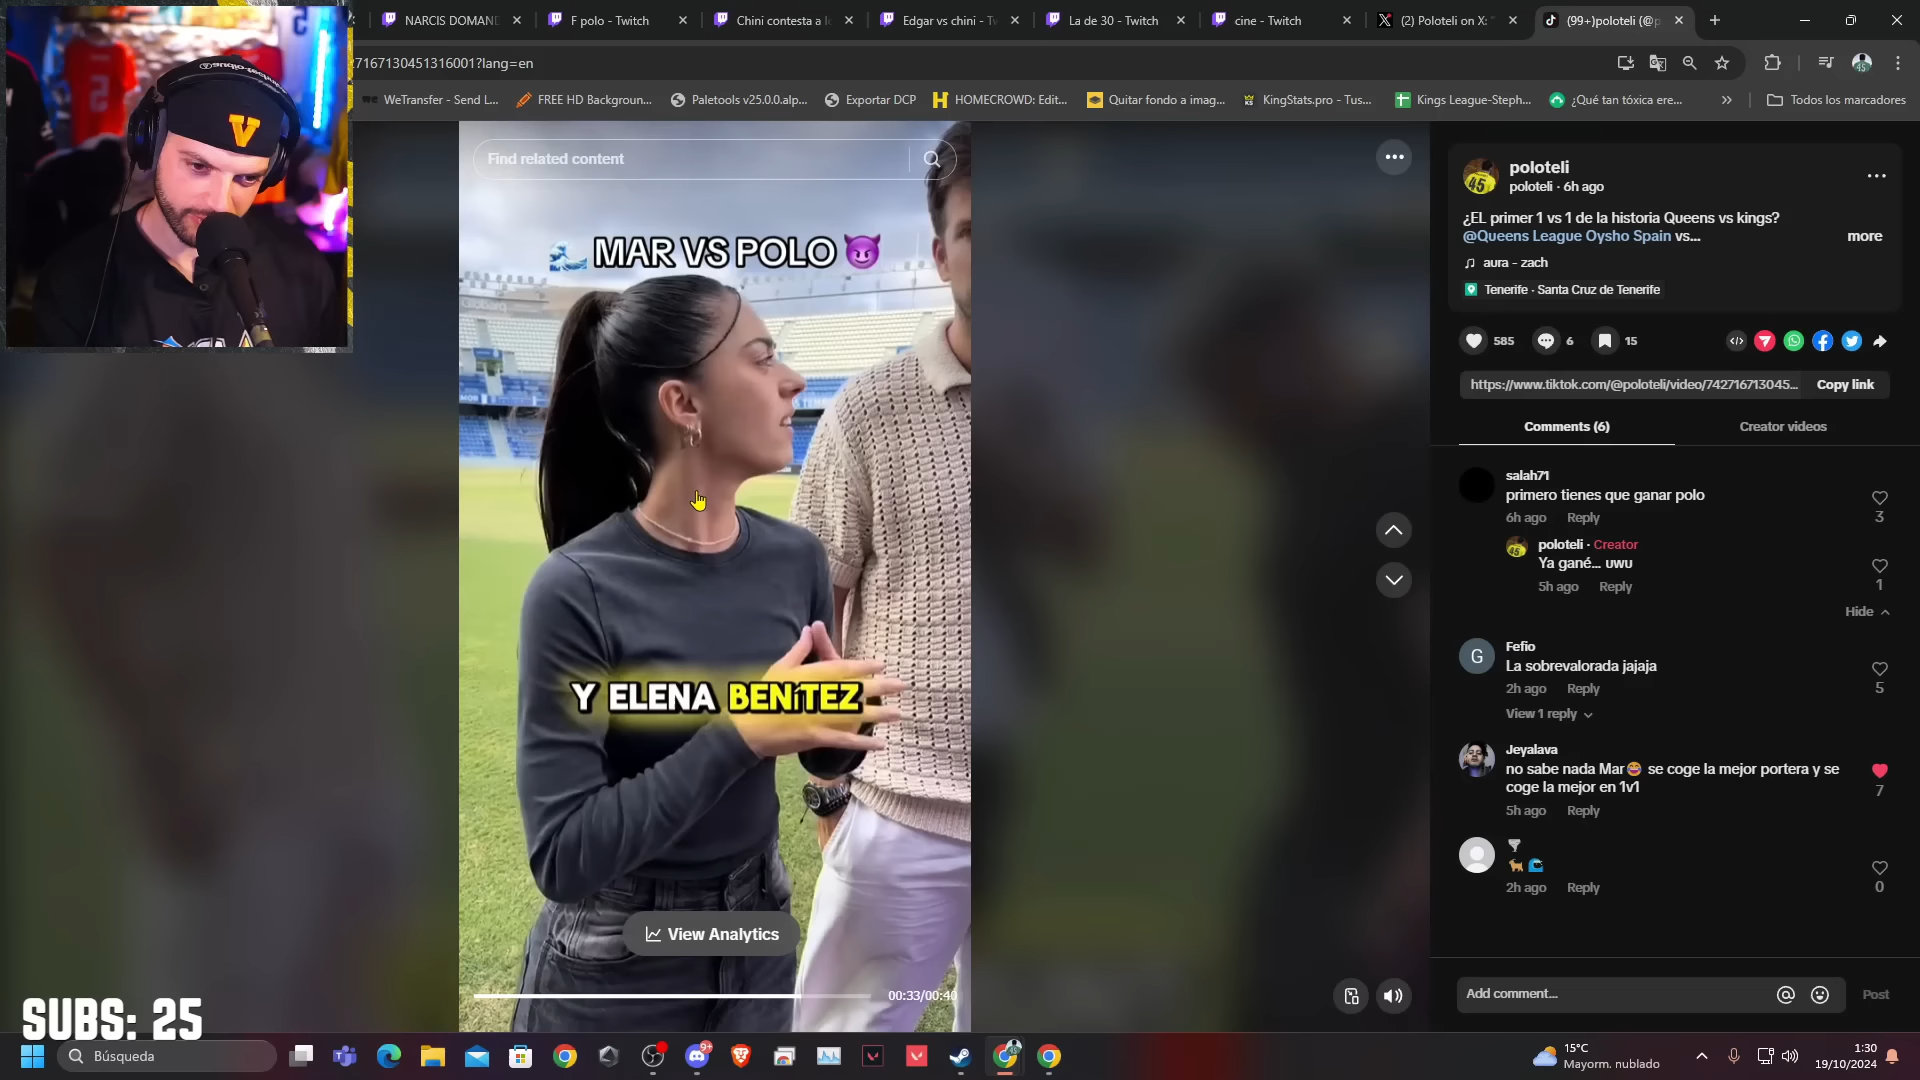 NARCIS DOMAND
F polo - Twitch
Chini contesta a l
Edgar vs chini - Tw
La de 30 - Twitch
cine - Twitch
(2) Poloteli on X: "
(99+)poloteli (@p
7167130451316001?lang=en
WeTransfer - Send L...
FREE HD Backgroun...
Paletools v25.0.0.alp...
Exportar DCP
HOMECROWD: Edit...
Quitar fondo a imag...
KingStats.pro - Tus...
Kings League-Steph...
¿Qué tan tóxica ere...
Todos los marcadores
Find related content
🌊 MAR VS POLO 😈
Y ELENA BENÍTEZ
View Analytics
00:33/00:40
poloteli
poloteli · 6h ago
¿EL primer 1 vs 1 de la historia Queens vs kings?
@Queens League Oysho Spain vs...
more
aura - zach
Tenerife · Santa Cruz de Tenerife
585
6
15
https://www.tiktok.com/@poloteli/video/742716713045...
Copy link
Comments (6)
Creator videos
salah71
primero tienes que ganar polo
6h ago Reply
3
poloteli · Creator
Ya gané... uwu
5h ago Reply
1
Hide
Fefio
La sobrevalorada jajaja
2h ago Reply
5
View 1 reply
G
Jeyalava
no sabe nada Mar😂 se coge la mejor portera y se
coge la mejor en 1v1
5h ago Reply
7
🐐🌊
2h ago Reply
0
Add comment...
Post
SUBS: 25
Búsqueda
9+
15°C
Mayorm. nublado
1:30
19/10/2024
V
45